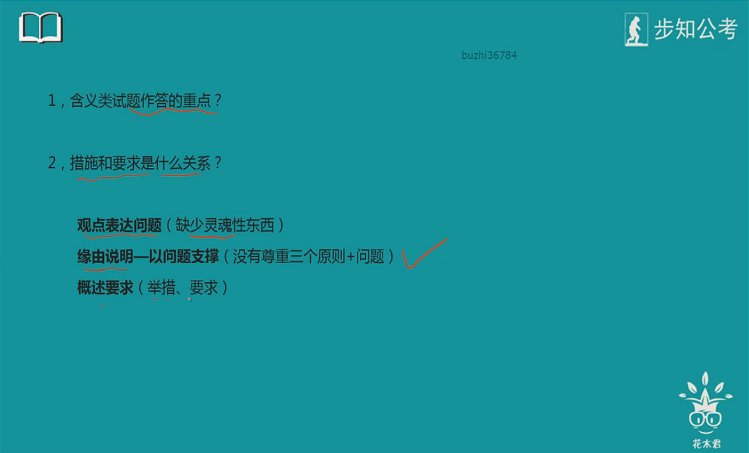 步知公考
buzhi36784
1，含义类试题作答的重点？
2，措施和要求是什么关系？
观点表达问题（缺少灵魂性东西）
缘由说明—以问题支撑（没有尊重三个原则+问题）
概述要求（举措、要求）
花木君